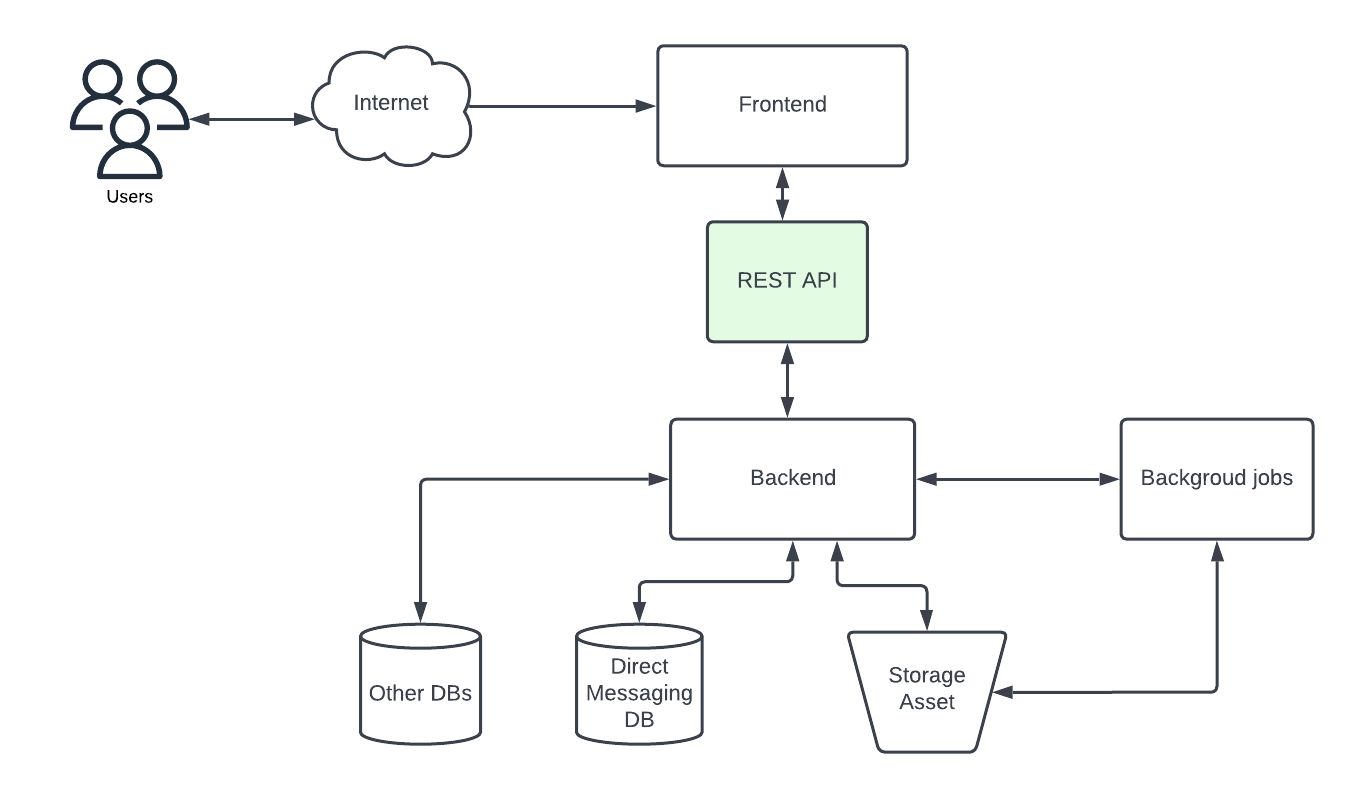 Internet
Frontend
Users
REST API
Backend
Backgroud jobs
Other DBs
Direct
Messaging
DB
Storage
Asset